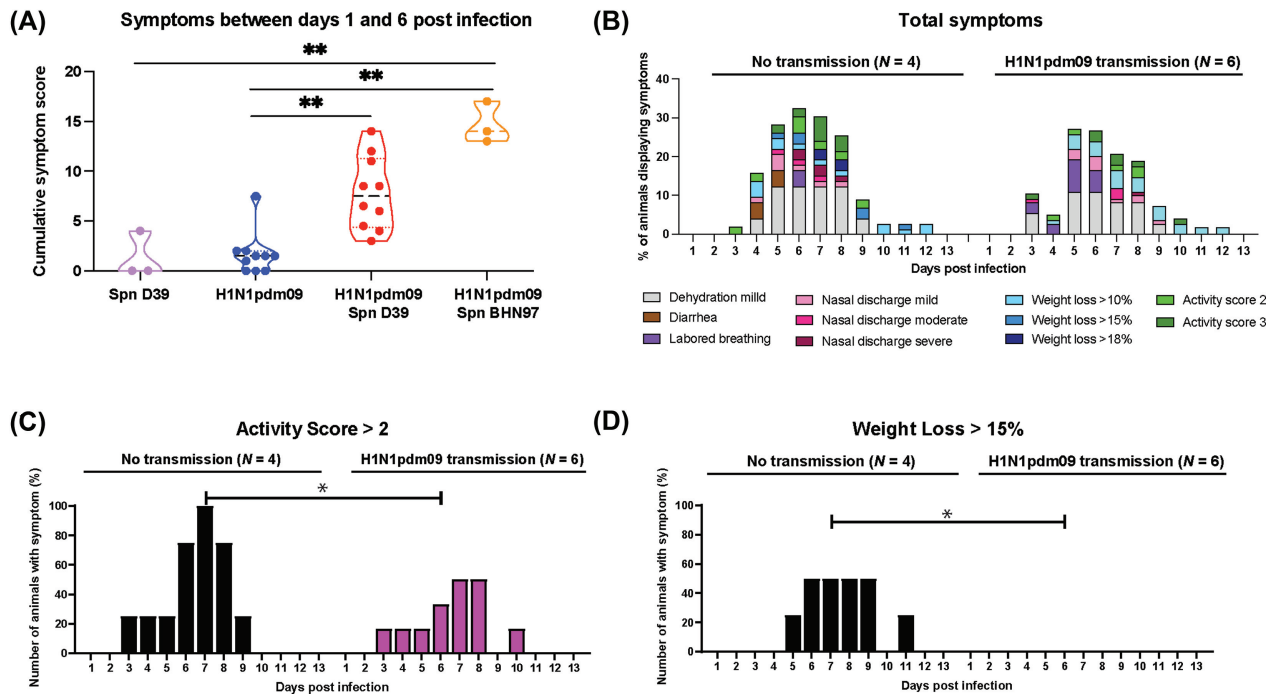 (A)
Symptoms between days 1 and 6 post infection
**
**
**
Cumulative symptom score
20
15
10
5
0
Spn D39
H1N1pdm09
H1N1pdm09
Spn D39
H1N1pdm09
Spn BHN97
(B)
Total symptoms
No transmission (N = 4)
H1N1pdm09 transmission (N = 6)
% of animals displaying symptoms
40
30
20
10
0
1 2 3 4 5 6 7 8 9 10 11 12 13
1 2 3 4 5 6 7 8 9 10 11 12 13
Days post infection
Dehydration milld
Diarrhea
Labored breathing
Nasal discharge mild
Nasal discharge moderate
Nasal discharge severe
Weight loss >10%
Weight loss >15%
Weight loss >18%
Activity score 2
Activity score 3
(C)
Activity Score > 2
No transmission (N = 4)
H1N1pdm09 transmission (N = 6)
*
Number of animals with symptom (%)
100
80
60
40
20
0
1 2 3 4 5 6 7 8 9 10 11 12 13
1 2 3 4 5 6 7 8 9 10 11 12 13
Days post infection
(D)
Weight Loss > 15%
No transmission (N = 4)
H1N1pdm09 transmission (N = 6)
*
Number of animals with symptom (%)
100
80
60
40
20
0
1 2 3 4 5 6 7 8 9 10 11 12 13
1 2 3 4 5 6 7 8 9 10 11 12 13
Days post infection